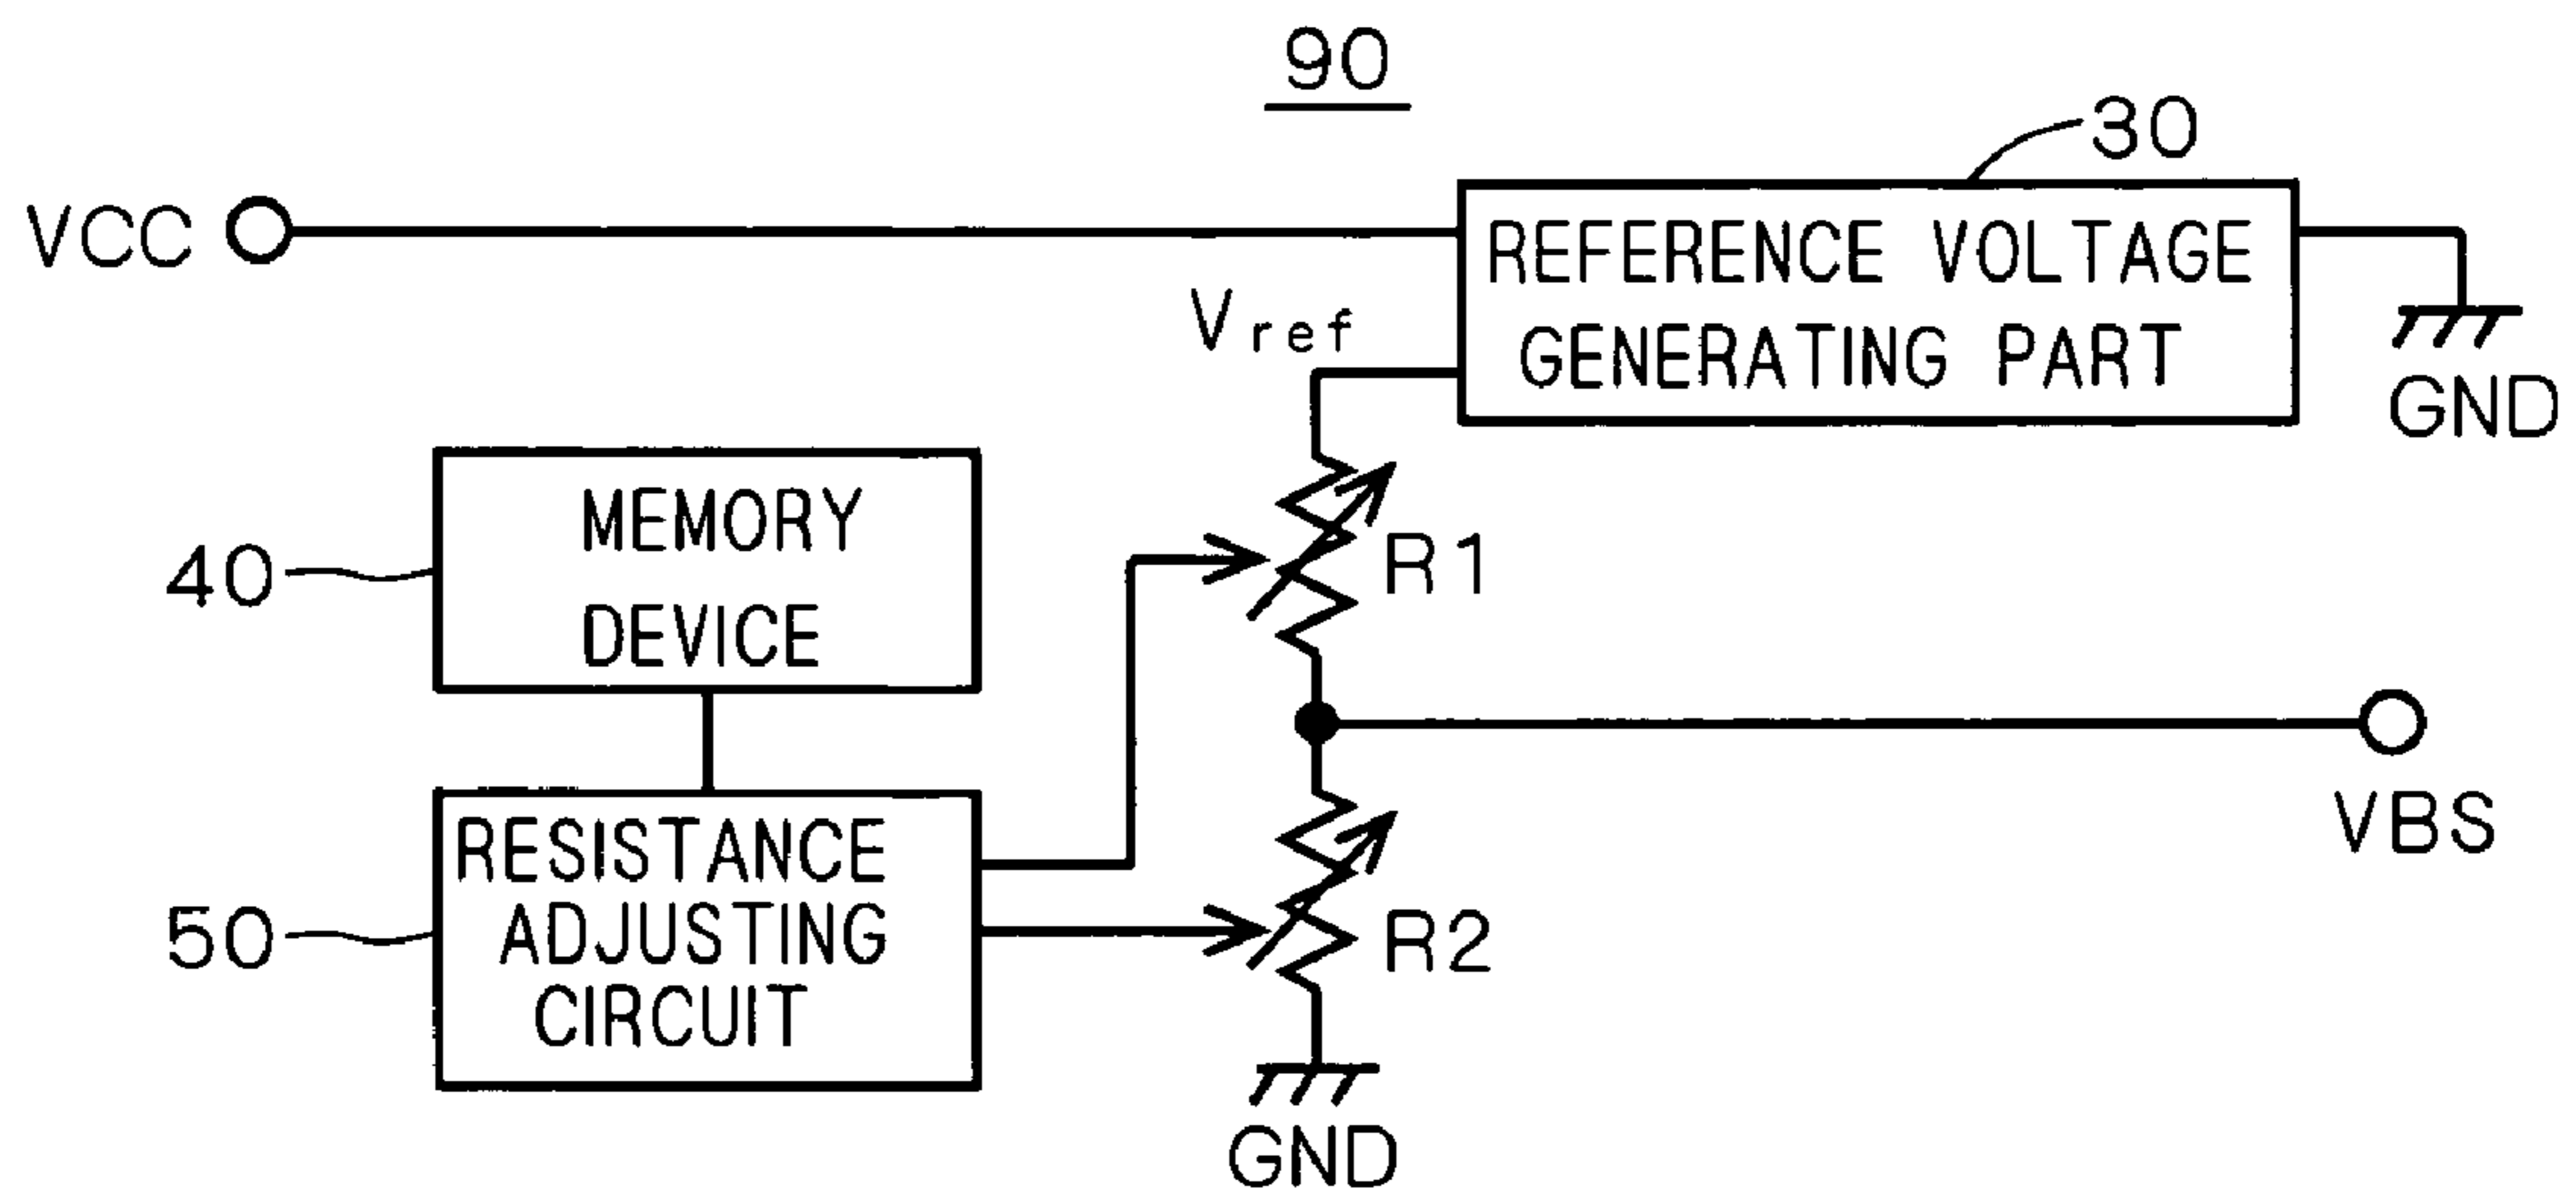 90
30
VCC
REFERENCE VOLTAGE
GENERATING PART
Vref
GND
MEMORY
DEVICE
40
R1
VBS
RESISTANCE
ADJUSTING
CIRCUIT
50
R2
GND